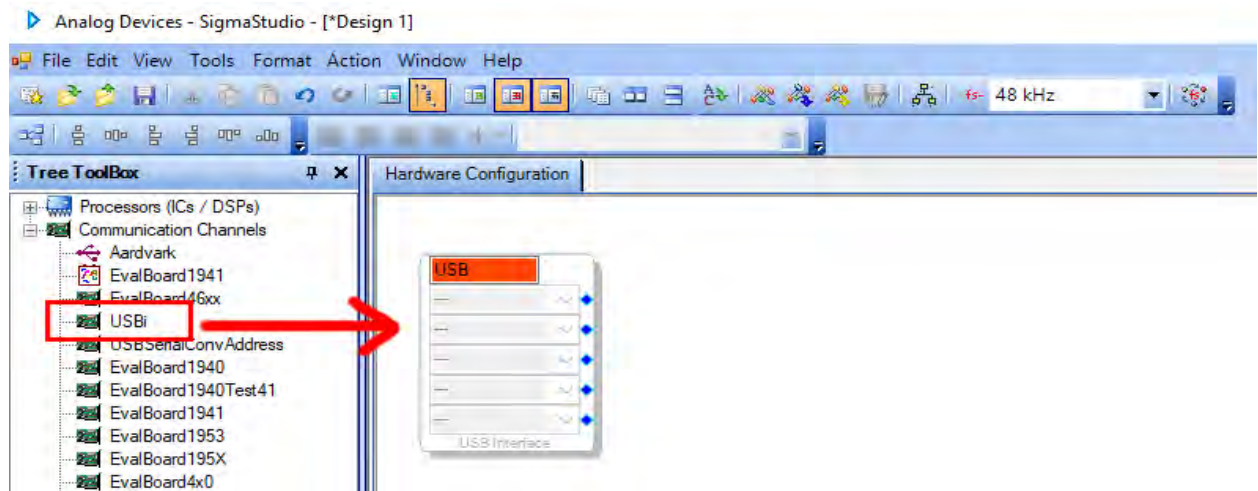 Analog Devices - SigmaStudio - [*Design 1]
File Edit View Tools Format Action Window Help
fs- 48 kHz
Tree ToolBox
Hardware Configuration
Processors (ICs / DSPs)
Communication Channels
Aardvark
EvalBoard1941
EvalBoard46xx
USBi
USBSerialConvAddress
EvalBoard1940
EvalBoard1940Test41
EvalBoard1941
EvalBoard1953
EvalBoard195X
EvalBoard4x0
USB
USB Interface